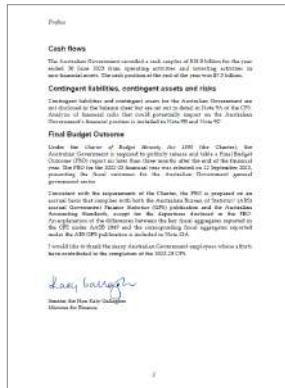 Preface
Cash flows
The Australian Government recorded a cash surplus of $18.9 billion for the year
ended 30 June 2023 from operating activities and investing activities in
non-financial assets. The cash position at the end of the year was $7.3 billion.
Contingent liabilities, contingent assets and risks
Contingent liabilities and contingent assets for the Australian Government are
not disclosed in the balance sheet but are set out in detail in Note 9A of the CFS.
Analysis of financial risks that could potentially impact on the Australian
Government's financial position is included in Note 9B and Note 9C.
Final Budget Outcome
Under the Charter of Budget Honesty Act 1998 (the Charter), the
Australian Government is required to publicly release and table a Final Budget
Outcome (FBO) report no later than three months after the end of the financial
year. The FBO for the 2022-23 financial year was released on 22 September 2023,
presenting the fiscal outcomes for the Australian Government general
government sector.
Consistent with the requirements of the Charter, the FBO is prepared on an
accrual basis that complies with both the Australian Bureau of Statistics' (ABS)
accrual Government Finance Statistics (GFS) publication and the Australian
Accounting Standards, except for the departures disclosed in the FBO.
An explanation of the differences between the key fiscal aggregates reported in
the CFS under AASB 1049 and the corresponding fiscal aggregates reported
under the ABS GFS publication is included in Note
I would like to thank the many Australian Government employees whose efforts
have contributed to the completion of the 2022-23 CFS.
Katy Gallagher
Senator the Hon Katy Gallagher
Minister for Finance